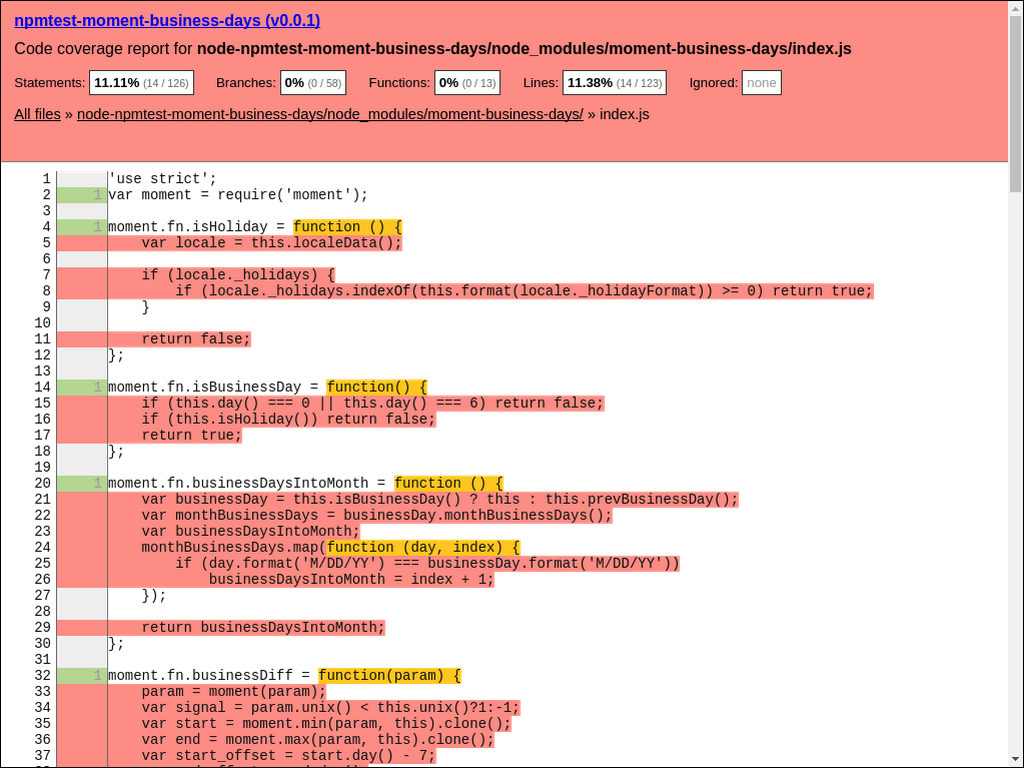 npmtest-moment-business-days (v0.0.1)
Code coverage report for node-npmtest-moment-business-days/node_modules/moment-business-days/index.js
Statements: 11.11% (14 / 126) Branches: 0% (0 / 58) Functions: 0% (0 / 13) Lines: 11.38% (14 / 123) Ignored: none
All files » node-npmtest-moment-business-days/node_modules/moment-business-days/ » index.js
1 'use strict';
2 1 var moment = require('moment');
3
4 1 moment.fn.isHoliday = function () {
5     var locale = this.localeData();
6
7     if (locale._holidays) {
8         if (locale._holidays.indexOf(this.format(locale._holidayFormat)) >= 0) return true;
9     }
10
11     return false;
12 };
13
14 1 moment.fn.isBusinessDay = function() {
15     if (this.day() === 0 || this.day() === 6) return false;
16     if (this.isHoliday()) return false;
17     return true;
18 };
19
20 1 moment.fn.businessDaysIntoMonth = function () {
21     var businessDay = this.isBusinessDay() ? this : this.prevBusinessDay();
22     var monthBusinessDays = businessDay.monthBusinessDays();
23     var businessDaysIntoMonth;
24     monthBusinessDays.map(function (day, index) {
25         if (day.format('M/DD/YY') === businessDay.format('M/DD/YY'))
26             businessDaysIntoMonth = index + 1;
27     });
28
29     return businessDaysIntoMonth;
30 };
31
32 1 moment.fn.businessDiff = function(param) {
33     param = moment(param);
34     var signal = param.unix() < this.unix()?1:-1;
35     var start = moment.min(param, this).clone();
36     var end = moment.max(param, this).clone();
37     var start_offset = start.day() - 7;